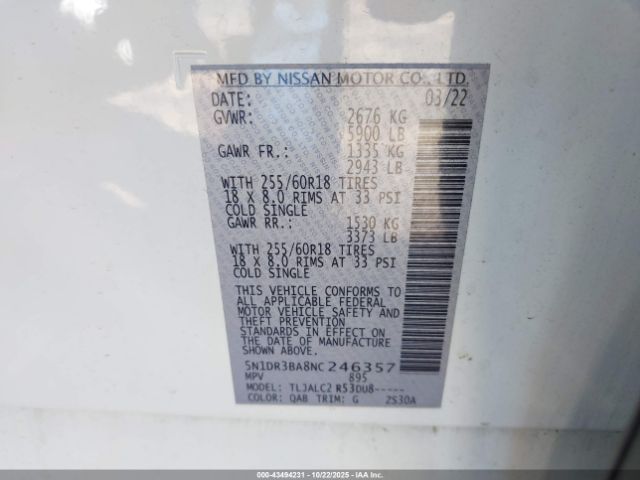 MFD BY NISSAN MOTOR CO., LTD.
DATE: 03/22
GVWR: 2676 KG
5900 LB
GAWR FR.: 1335 KG
2943 LB
WITH 255/60R18 TIRES
18 X 8.0 RIMS AT 33 PSI
COLD SINGLE
GAWR RR.: 1530 KG
3373 LB
WITH 255/60R18 TIRES
18 X 8.0 RIMS AT 33 PSI
COLD SINGLE
THIS VEHICLE CONFORMS TO
ALL APPLICABLE FEDERAL
MOTOR VEHICLE SAFETY AND
THEFT PREVENTION
STANDARDS IN EFFECT ON
THE DATE OF MANUFACTURE
SHOWN ABOVE.
5N1DR3BA8NC246357
MPV 895
MODEL: TLJALC2 R53DU8-----
COLOR: QAB TRIM: G 2S30A
000-43494231 - 10/22/2025 - IAAI.COM